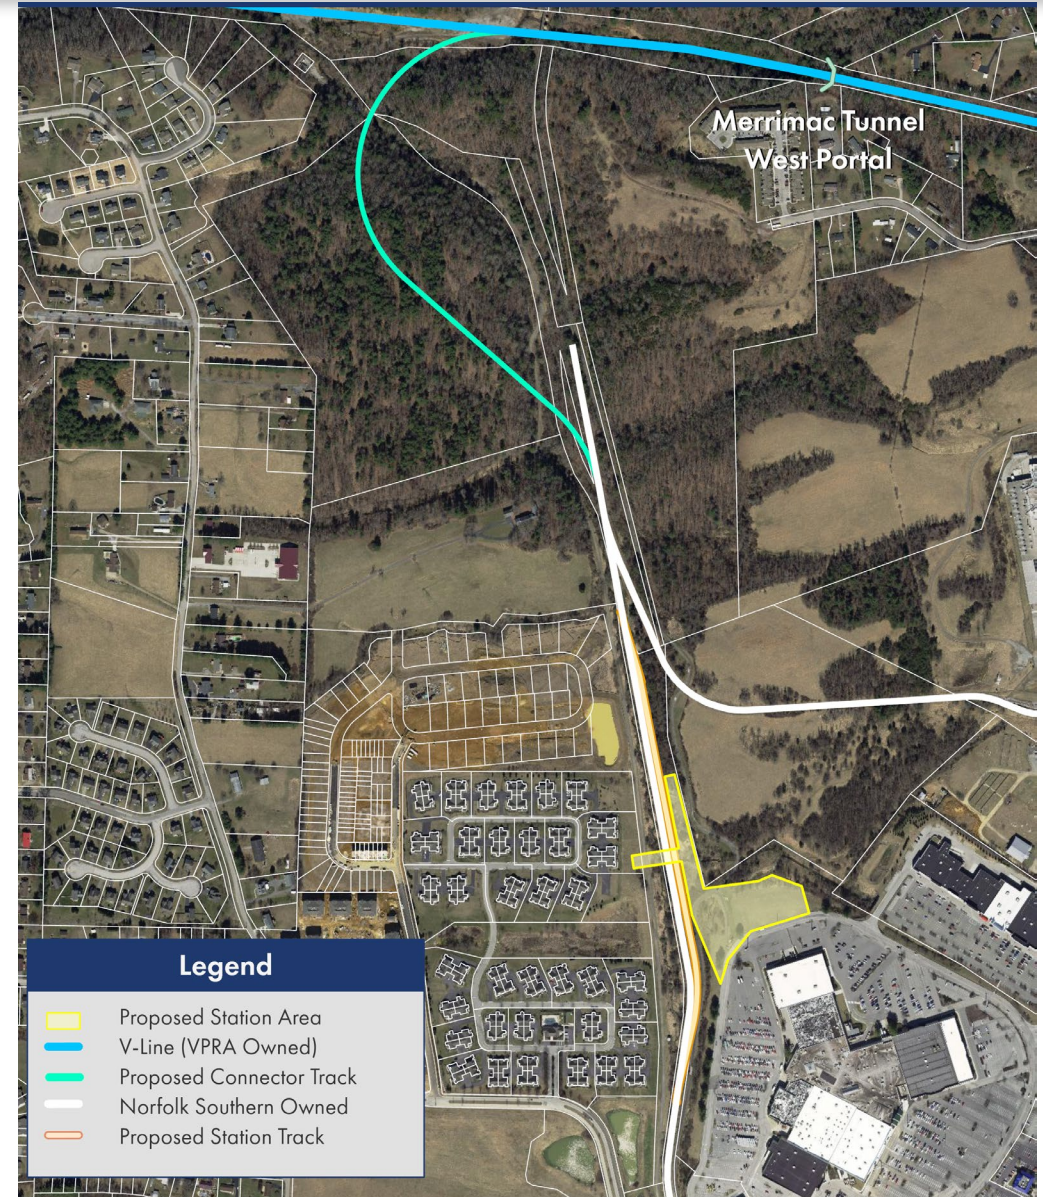 Merrimac Tunnel
West Portal
Legend
Proposed Station Area
V-Line (VPRA Owned)
Proposed Connector Track
Norfolk Southern Owned
Proposed Station Track